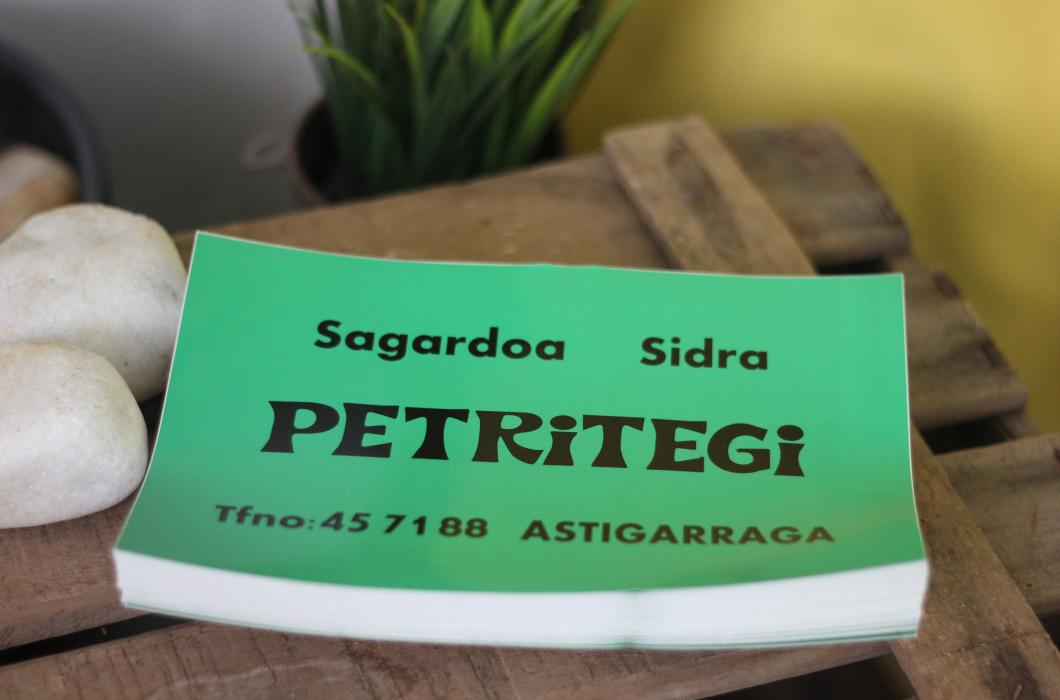 Sagardoa Sidra
PETRiTEGi
Tfno: 45 71 88 ASTIGARRAGA